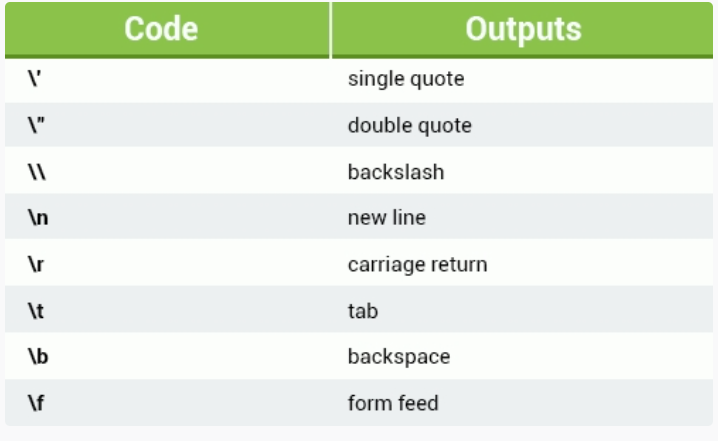 Code Outputs
\' single quote
\" double quote
\\ backslash
\n new line
\r carriage return
\t tab
\b backspace
\f form feed